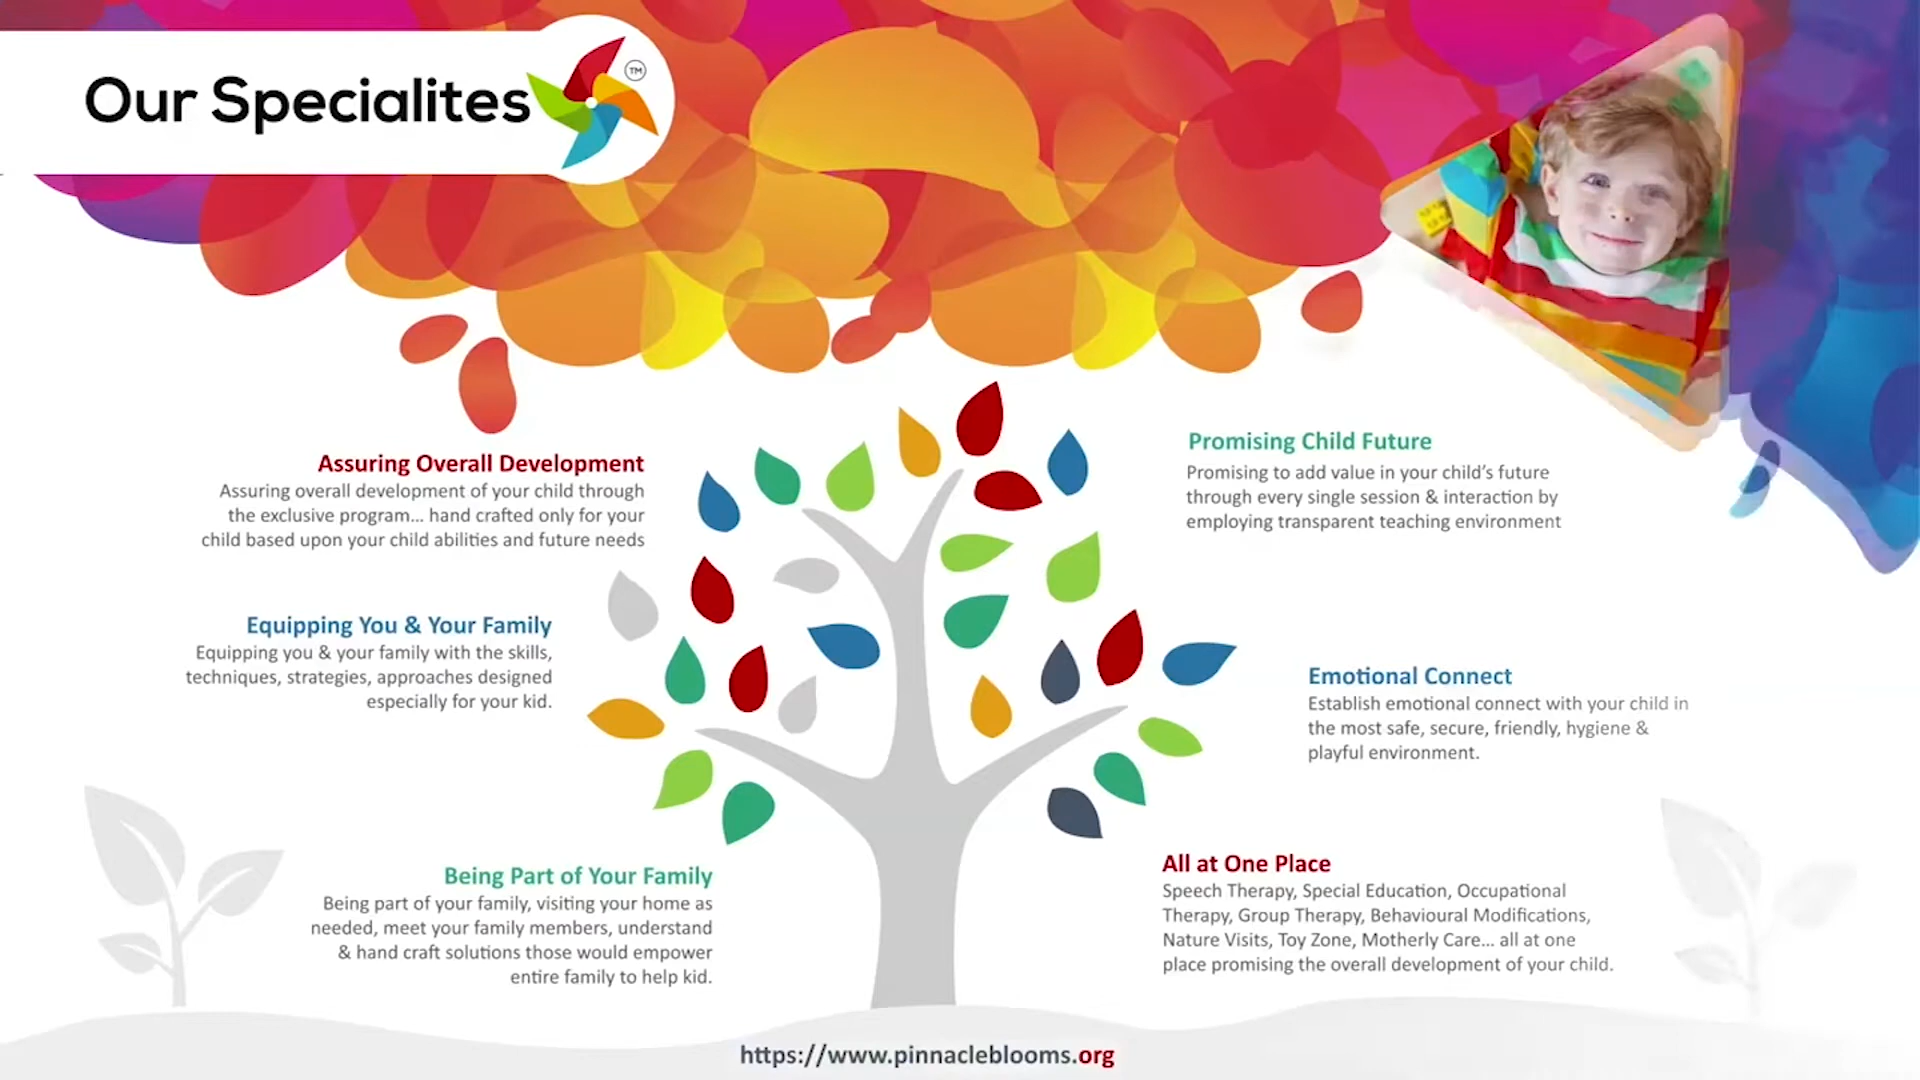 Our Specialites
TM
Assuring Overall Development
Assuring overall development of your child through
the exclusive program... hand crafted only for your
child based upon your child abilities and future needs
Equipping You & Your Family
Equipping you & your family with the skills,
techniques, strategies, approaches designed
especially for your kid.
Being Part of Your Family
Being part of your family, visiting your home as
needed, meet your family members, understand
& hand craft solutions those would empower
entire family to help kid.
Promising Child Future
Promising to add value in your child's future
through every single session & interaction by
employing transparent teaching environment
Emotional Connect
Establish emotional connect with your child in
the most safe, secure, friendly, hygiene &
playful environment.
All at One Place
Speech Therapy, Special Education, Occupational
Therapy, Group Therapy, Behavioural Modifications,
Nature Visits, Toy Zone, Motherly Care... all at one
place promising the overall development of your child.
https://www.pinnacleblooms.org